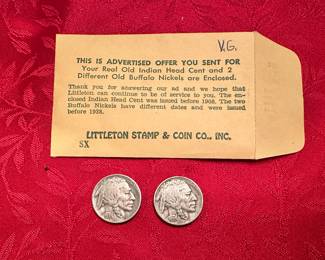 V.G.
THIS IS ADVERTISED OFFER YOU SENT FOR
Your Real Old Indian Head Cent and 2
Different Old Buffalo Nickels are Enclosed.
Thank you for answering our ad and we hope that
Littleton can continue to be of service to you. The en-
closed Indian Head Cent was issued before 1908. The two
Buffalo Nickels have different dates and were issued
before 1938.
LITTLETON STAMP & COIN CO., INC.
SX